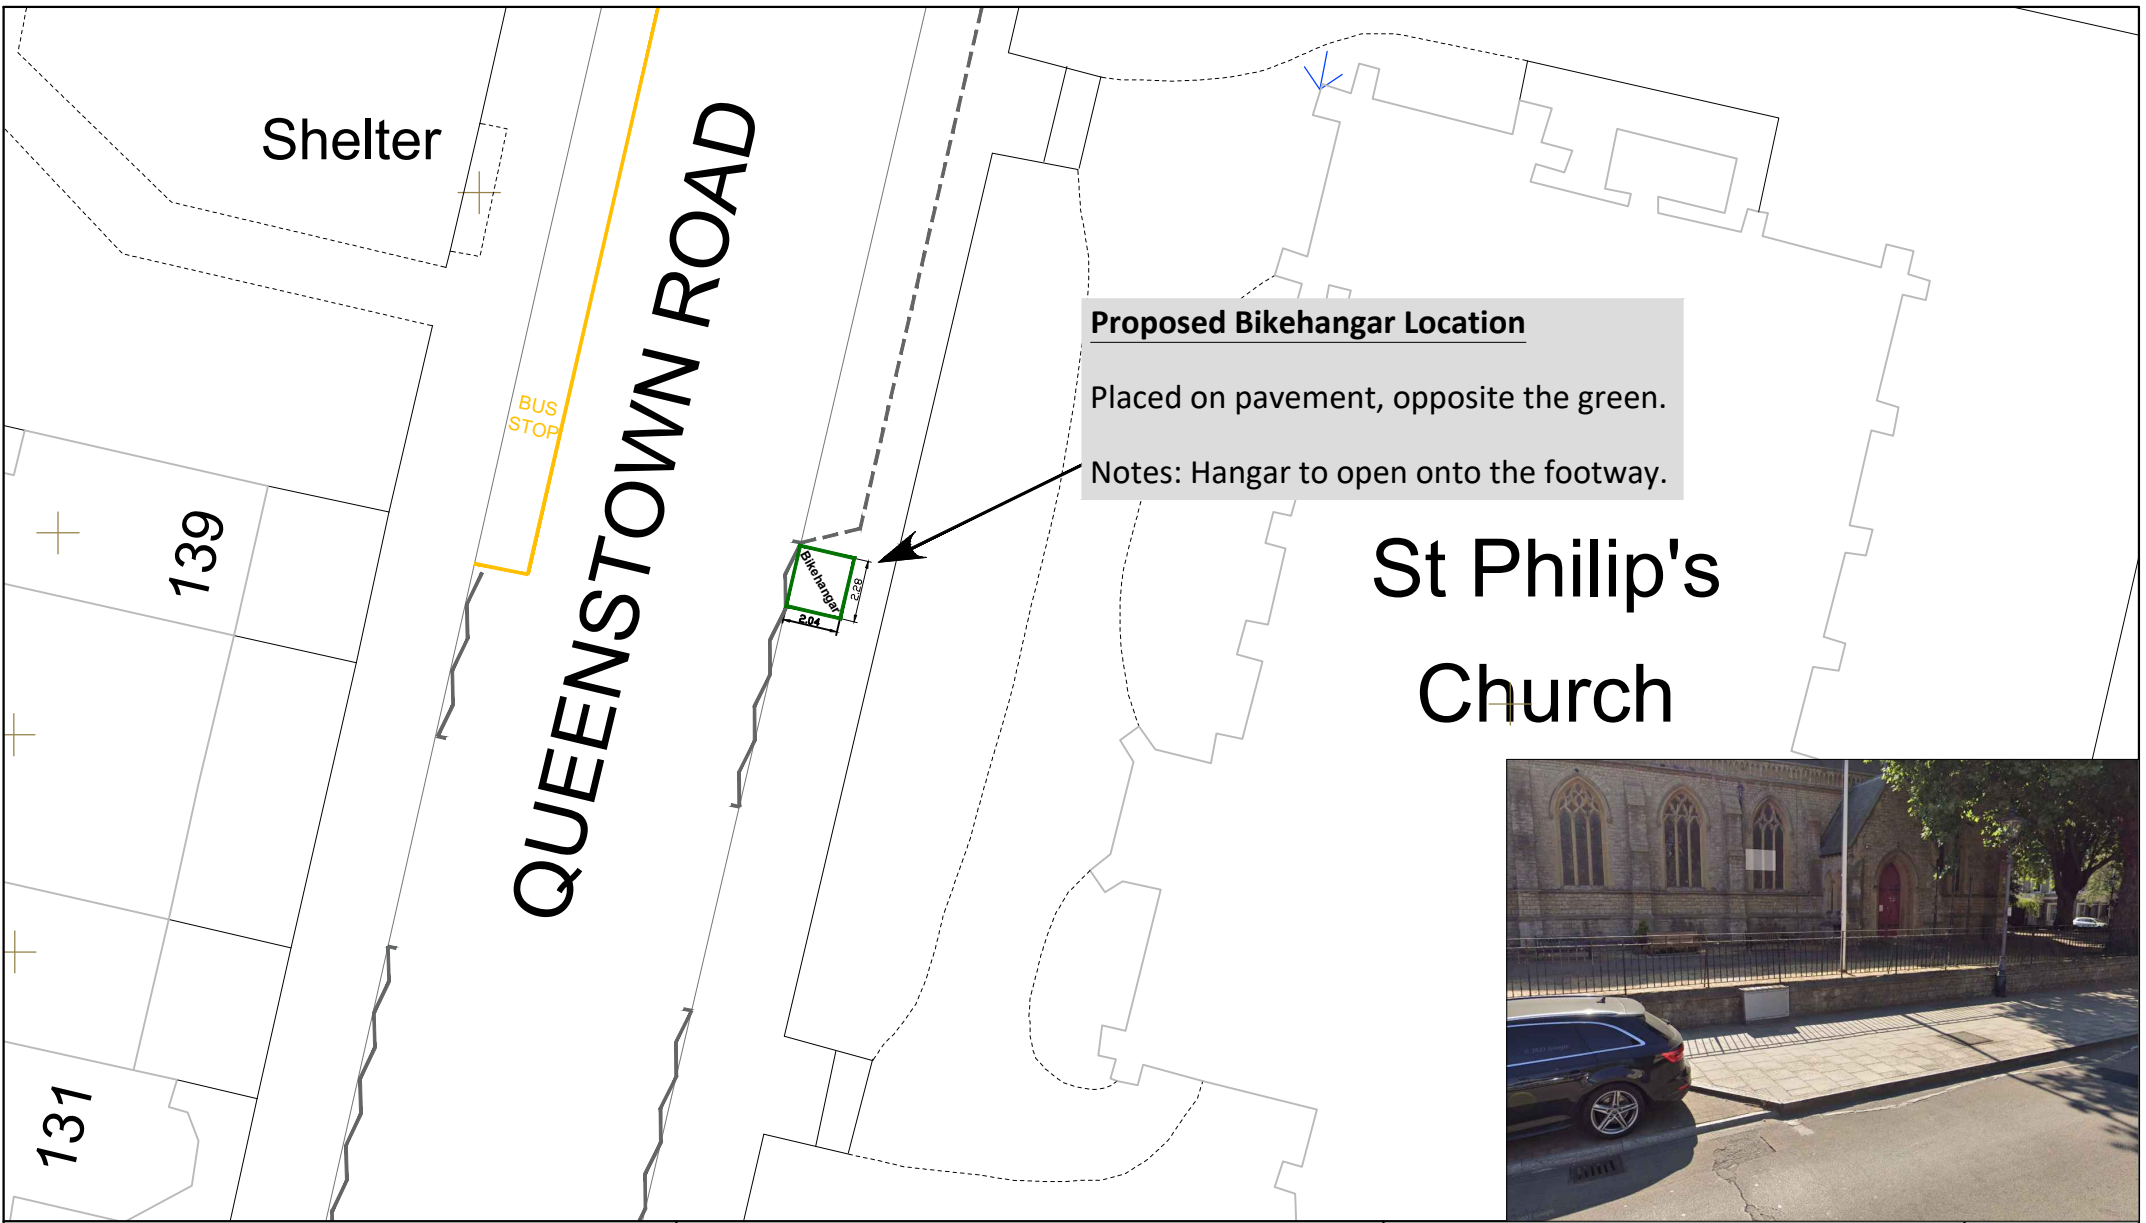 Shelter
QUEENSTOWN ROAD
BUS
STOP
139
131
Proposed Bikehangar Location
Placed on pavement, opposite the green.
Notes: Hangar to open onto the footway.
Bikehangar
2.28
2.04
St Philip's
Church